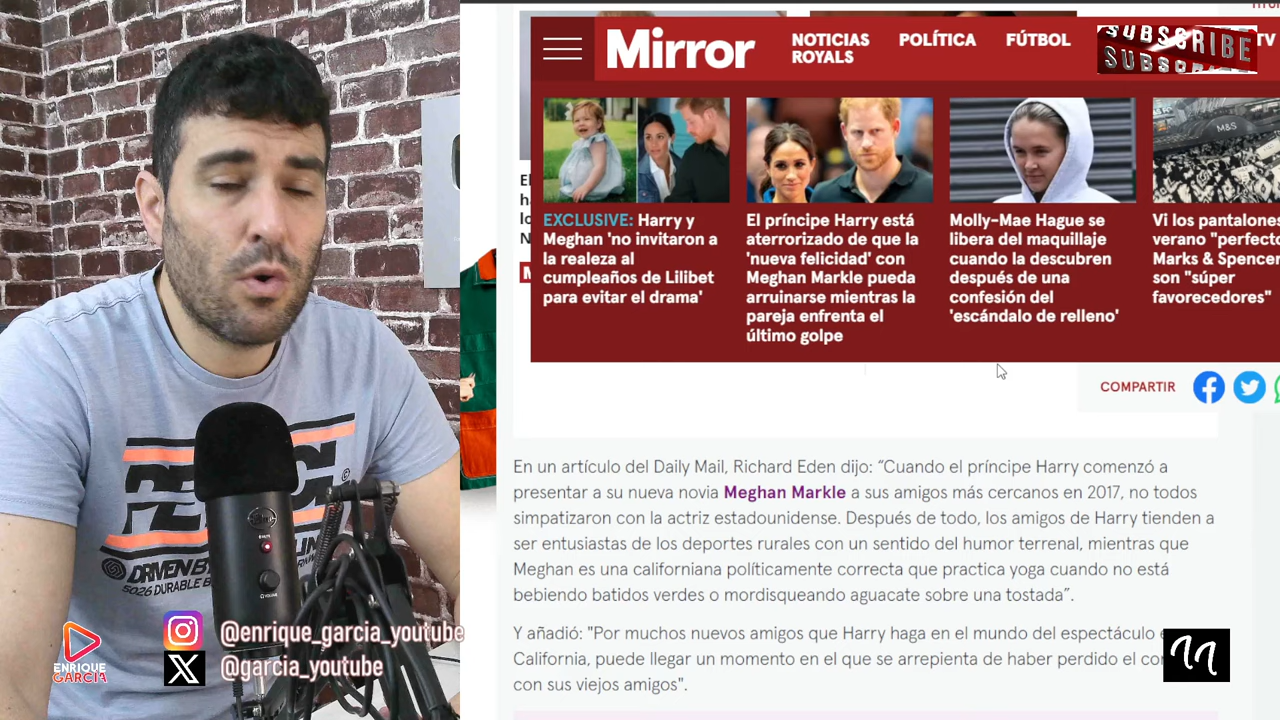 Mirror
NOTICIAS
ROYALS
POLÍTICA
FÚTBOL
TV
SUBSCRIBE
EXCLUSIVE: Harry y
Meghan 'no invitaron a
la realeza al
cumpleaños de Lilibet
para evitar el drama'
El príncipe Harry está
aterrorizado de que la
'nueva felicidad' con
Meghan Markle pueda
arruinarse mientras la
pareja enfrenta el
último golpe
Molly-Mae Hague se
libera del maquillaje
cuando la descubren
después de una
confesión del
'escándalo de relleno'
Vi los pantalones
verano "perfecto
Marks & Spencer
son "súper
favorecedores"
M&S
COMPARTIR
En un artículo del Daily Mail, Richard Eden dijo: “Cuando el príncipe Harry comenzó a
presentar a su nueva novia Meghan Markle a sus amigos más cercanos en 2017, no todos
simpatizaron con la actriz estadounidense. Después de todo, los amigos de Harry tienden a
ser entusiastas de los deportes rurales con un sentido del humor terrenal, mientras que
Meghan es una californiana políticamente correcta que practica yoga cuando no está
bebiendo batidos verdes o mordisqueando aguacate sobre una tostada”.
Y añadió: "Por muchos nuevos amigos que Harry haga en el mundo del espectáculo
California, puede llegar un momento en el que se arrepienta de haber perdido el
con sus viejos amigos".
DRIVEN BY
5026 DURABLE
@enrique_garcia_youtube
@garcia_youtube
ENRIQUE
GARCIA